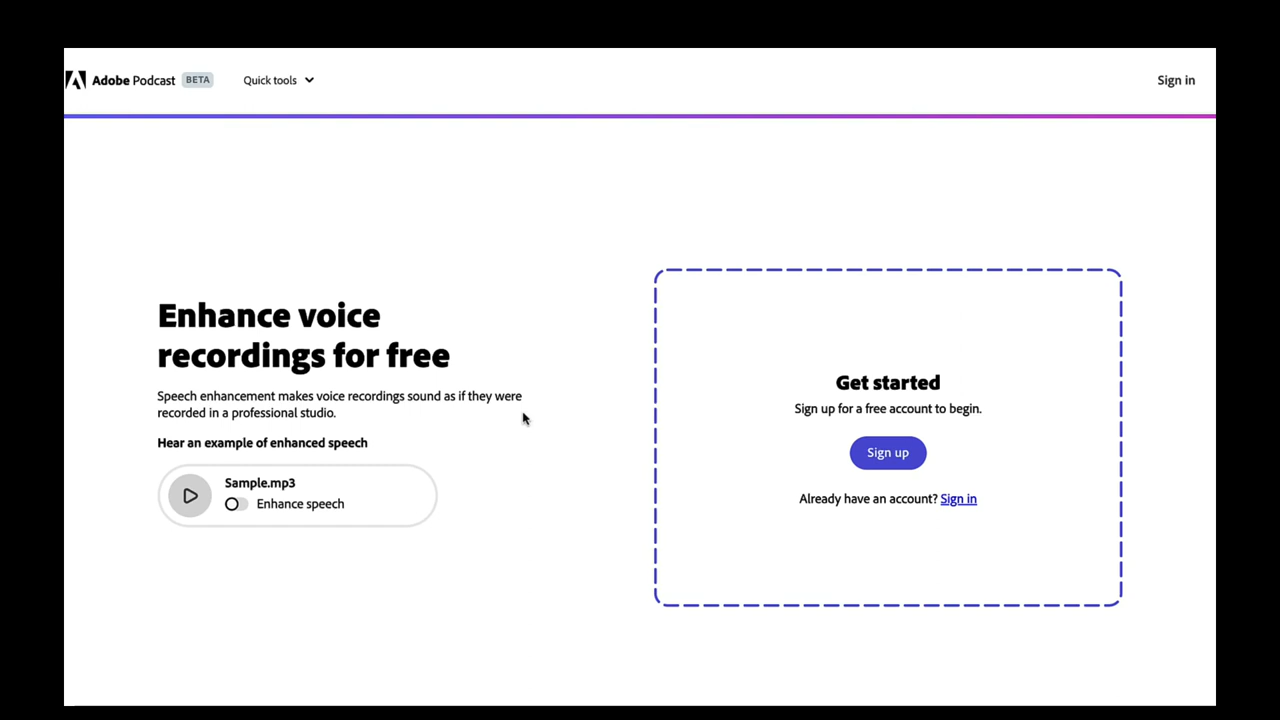 Adobe Podcast BETA Quick tools Sign in
Enhance voice
recordings for free
Speech enhancement makes voice recordings sound as if they were
recorded in a professional studio.
Hear an example of enhanced speech
Sample.mp3
Enhance speech
Get started
Sign up for a free account to begin.
Sign up
Already have an account? Sign in